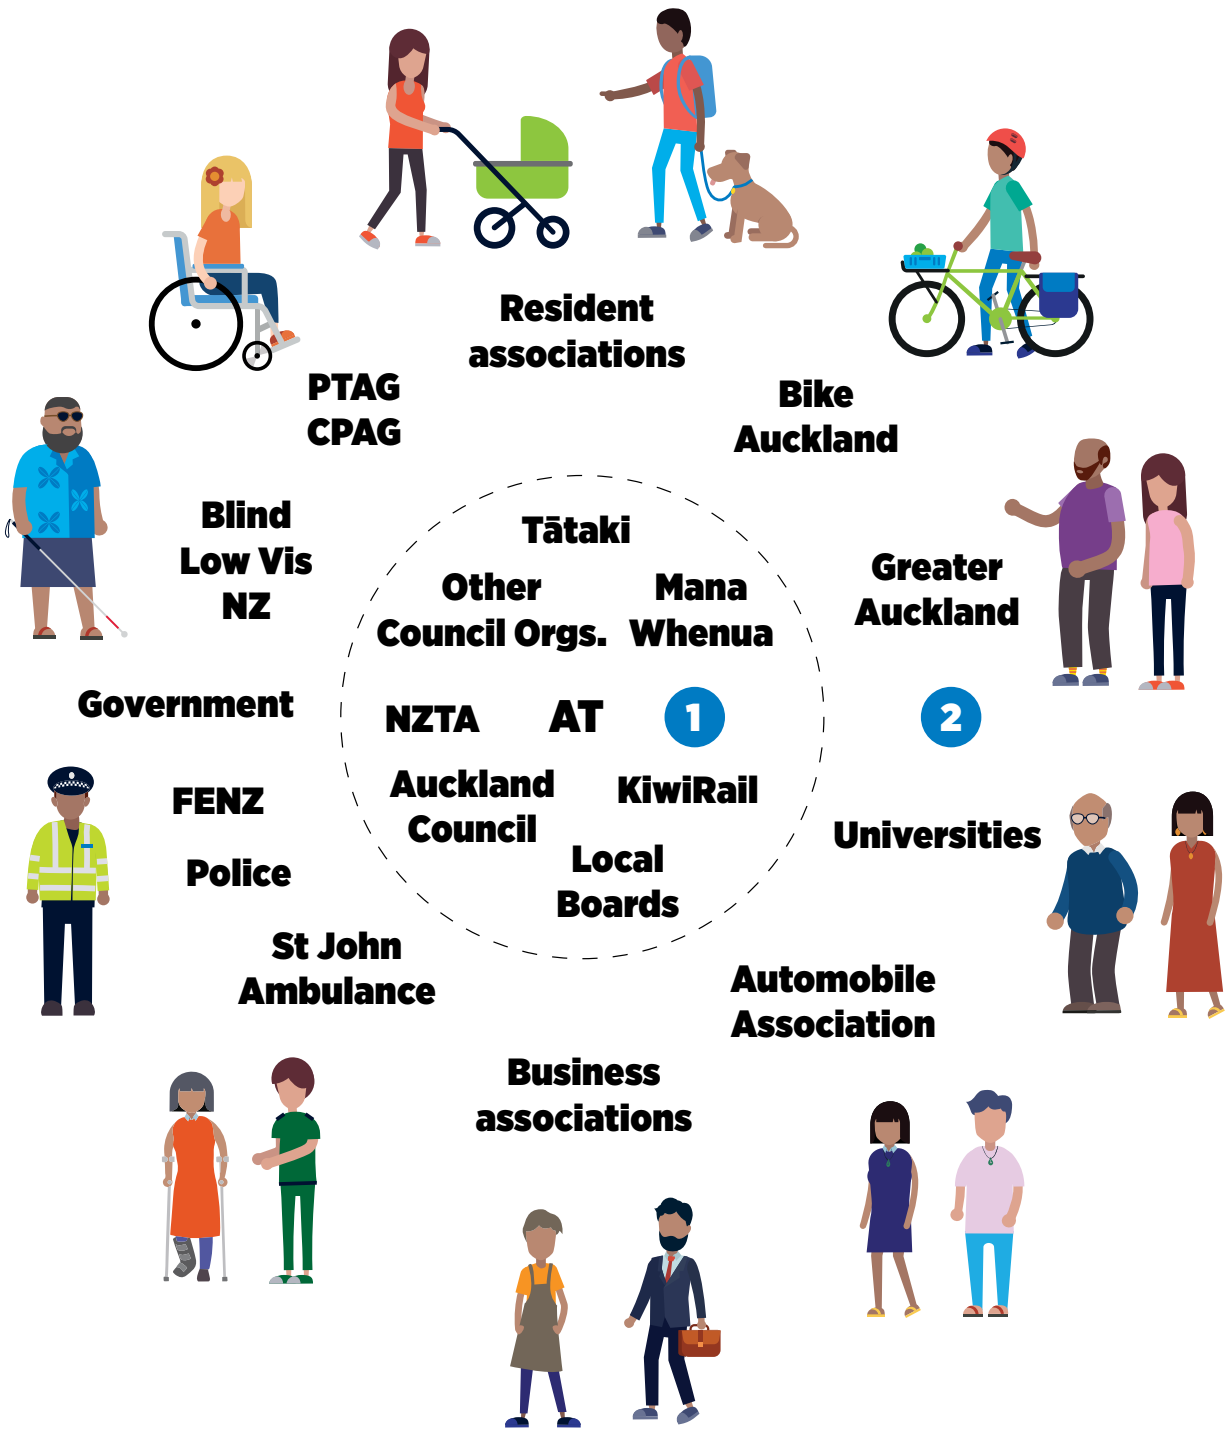 Resident
associations
PTAG
CPAG
Bike
Auckland
Blind
Low Vis
NZ
Tātaki
Other
Council Orgs.
Mana
Whenua
Greater
Auckland
Government
NZTA
AT
1
2
FENZ
Auckland
Council
KiwiRail
Universities
Police
Local
Boards
St John
Ambulance
Automobile
Association
Business
associations